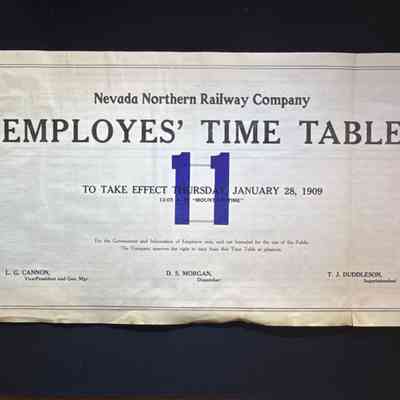 Nevada Northern Railway Company
EMPLOYES' TIME TABLE
11
TO TAKE EFFECT THURSDAY, JANUARY 28, 1909
12:05 "MOUNTAIN TIME"
For the Government and Information of Employes only, and not intended for the use of the Public.
The Company reserves the right to vary from this Time Table at pleasure.
L. G. CANNON, D. S. MORGAN, T. J. DUDDLESON,
Vice-President and Gen. Mgr. Dispatcher Superintendent